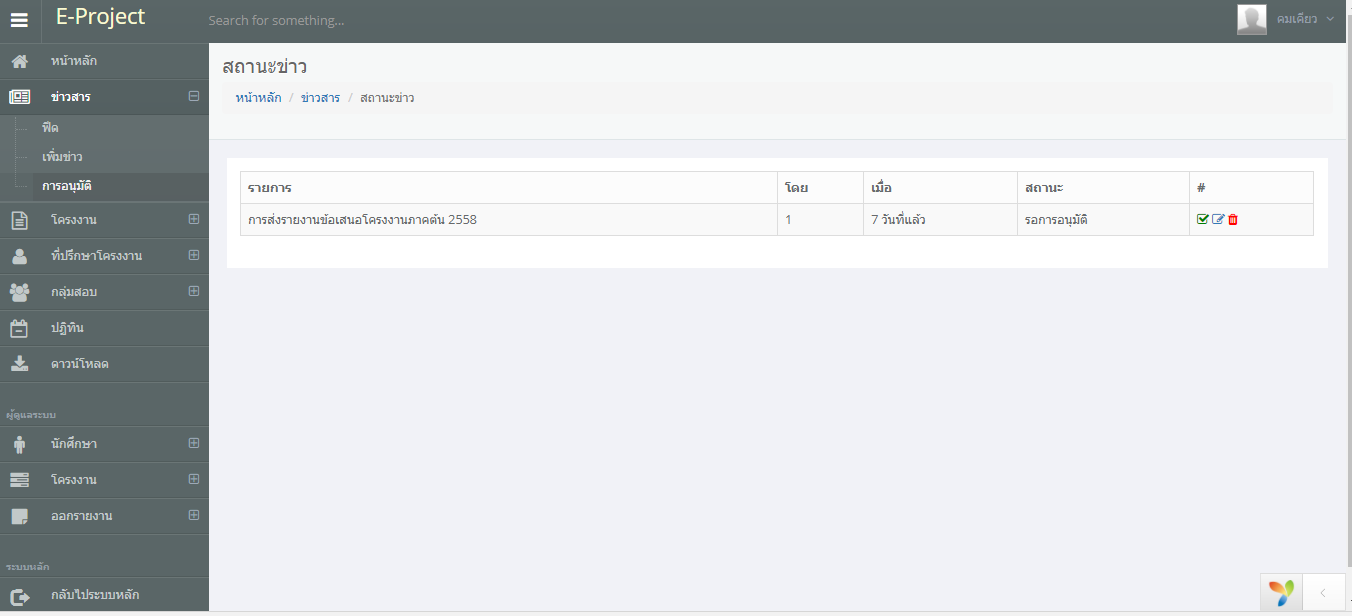 E-Project
Search for something...
คมเคียว
หน้าหลัก
ข่าวสาร
ฟีด
เพิ่มข่าว
การอนุมัติ
โครงงาน
ที่ปรึกษาโครงงาน
กลุ่มสอบ
ปฏิทิน
ดาวน์โหลด
ผู้ดูแลระบบ
นักศึกษา
โครงงาน
ออกรายงาน
ระบบหลัก
กลับไประบบหลัก
สถานะข่าว
หน้าหลัก / ข่าวสาร / สถานะข่าว
รายการ โดย เมื่อ สถานะ #
การส่งรายงานข้อเสนอโครงงานภาคต้น 2558 1 7 วันที่แล้ว รอการอนุมัติ